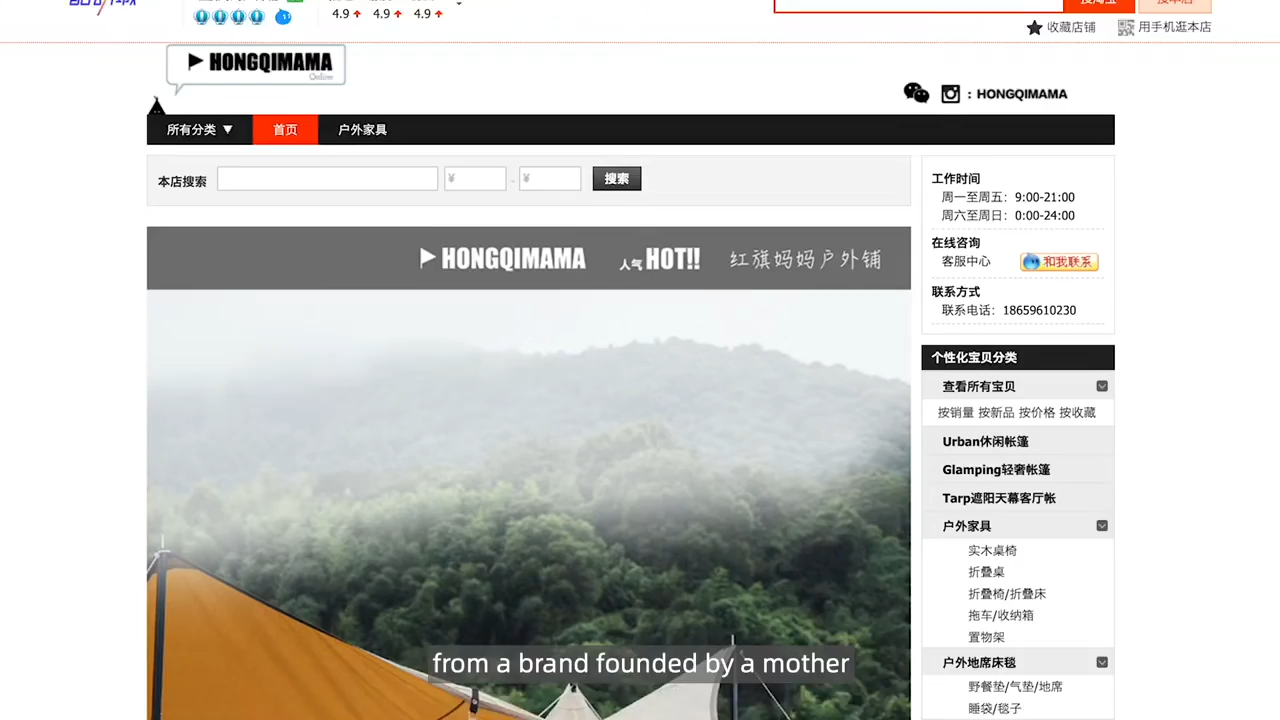 4.9 4.9 4.9
收藏店铺 用手机逛本店
HONGQIMAMA
Online
: HONGQIMAMA
所有分类 首页 户外家具
本店搜索 ¥ - ¥ 搜索
HONGQIMAMA 人气 HOT!! 红旗妈妈户外铺
工作时间
周一至周五：9:00-21:00
周六至周日：0:00-24:00
在线咨询
客服中心 和我联系
联系方式
联系电话：18659610230
个性化宝贝分类
查看所有宝贝
按销量 按新品 按价格 按收藏
Urban休闲帐篷
Glamping轻奢帐篷
Tarp遮阳天幕客厅帐
户外家具
实木桌椅
折叠桌
折叠椅/折叠床
拖车/收纳箱
置物架
户外地席床毯
野餐垫/气垫/地席
睡袋/毯子
from a brand founded by a mother